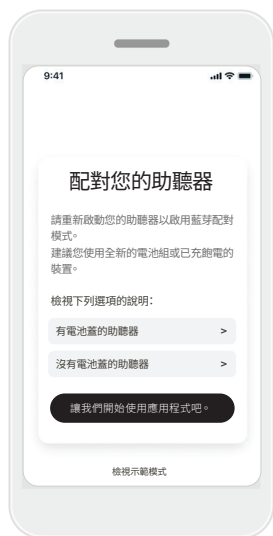 9:41
配對您的助聽器
請重新啟動您的助聽器以啟用藍芽配對
模式。
建議您使用全新的電池組或已充飽電的
裝置。
檢視下列選項的說明：
有電池蓋的助聽器 >
沒有電池蓋的助聽器 >
讓我們開始使用應用程式吧。
檢視示範模式